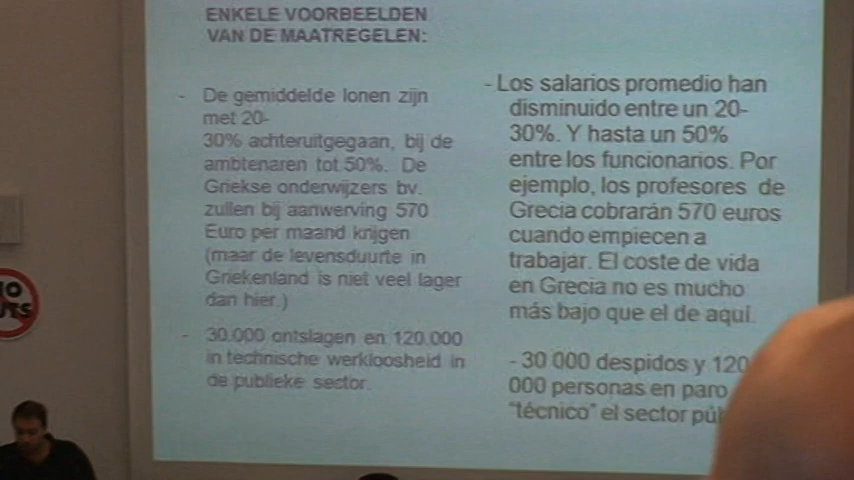 ENKELE VOORBEELDEN
VAN DE MAATREGELEN:
- De gemiddelde lonen zijn
met 20-
30% achteruitgegaan, bij de
ambtenaren tot 50%. De
Griekse onderwijzers bv.
zullen bij aanwerving 570
Euro per maand krijgen
(maar de levensduurte in
Griekenland is niet veel lager
dan hier.)
- 30.000 ontslagen en 120.000
in technische werkloosheid in
de publieke sector.
- Los salarios promedio han
disminuido entre un 20-
30%. Y hasta un 50%
entre los funcionarios. Por
ejemplo, los profesores de
Grecia cobrarán 570 euros
cuando empiecen a
trabajar. El coste de vida
en Grecia no es mucho
más bajo que el de aquí.
- 30 000 despidos y 120
000 personas en paro
"técnico" el sector